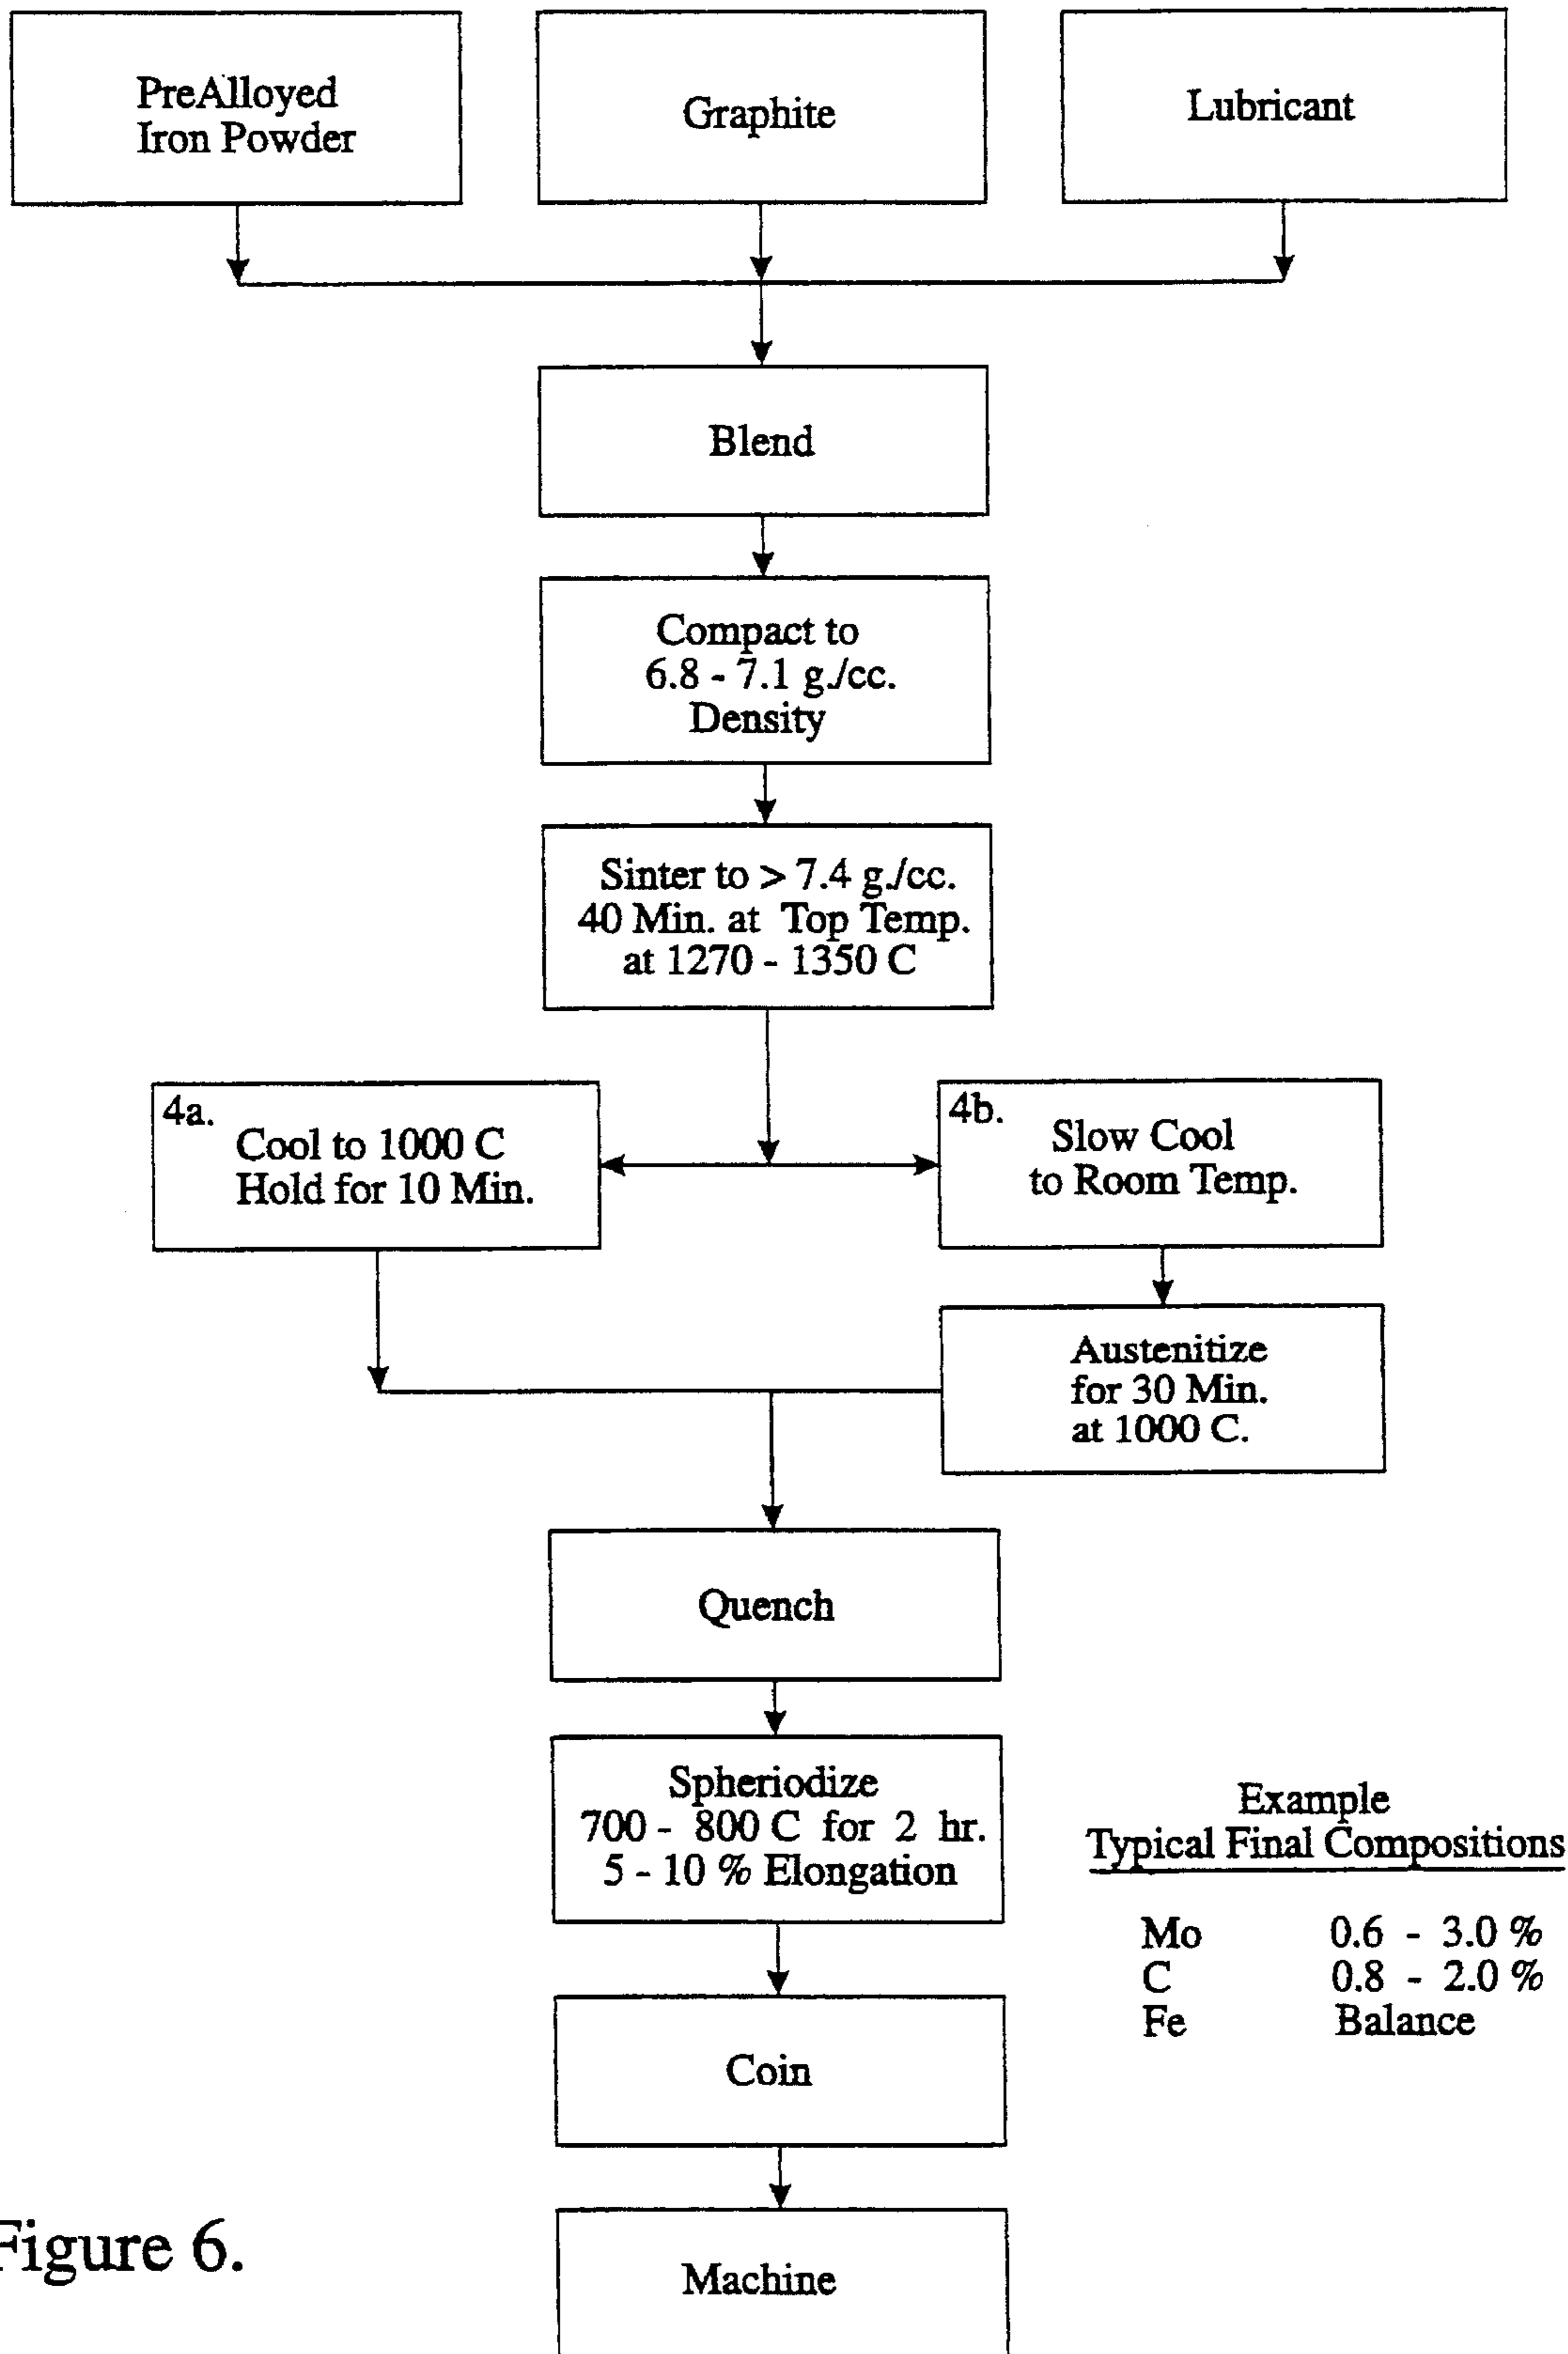 PreAlloyed
Iron Powder
Graphite
Lubricant
Blend
Compact to
6.8 - 7.1 g./cc.
Density
Sinter to > 7.4 g./cc.
40 Min. at Top Temp.
at 1270 - 1350 C
4a.
Cool to 1000 C
Hold for 10 Min.
4b.
Slow Cool
to Room Temp.
Austenitize
for 30 Min.
at 1000 C.
Quench
Spheriodize
700 - 800 C for 2 hr.
5 - 10 % Elongation
Example
Typical Final Compositions
Mo 0.6 - 3.0 %
C 0.8 - 2.0 %
Fe Balance
Coin
Machine
Figure 6.